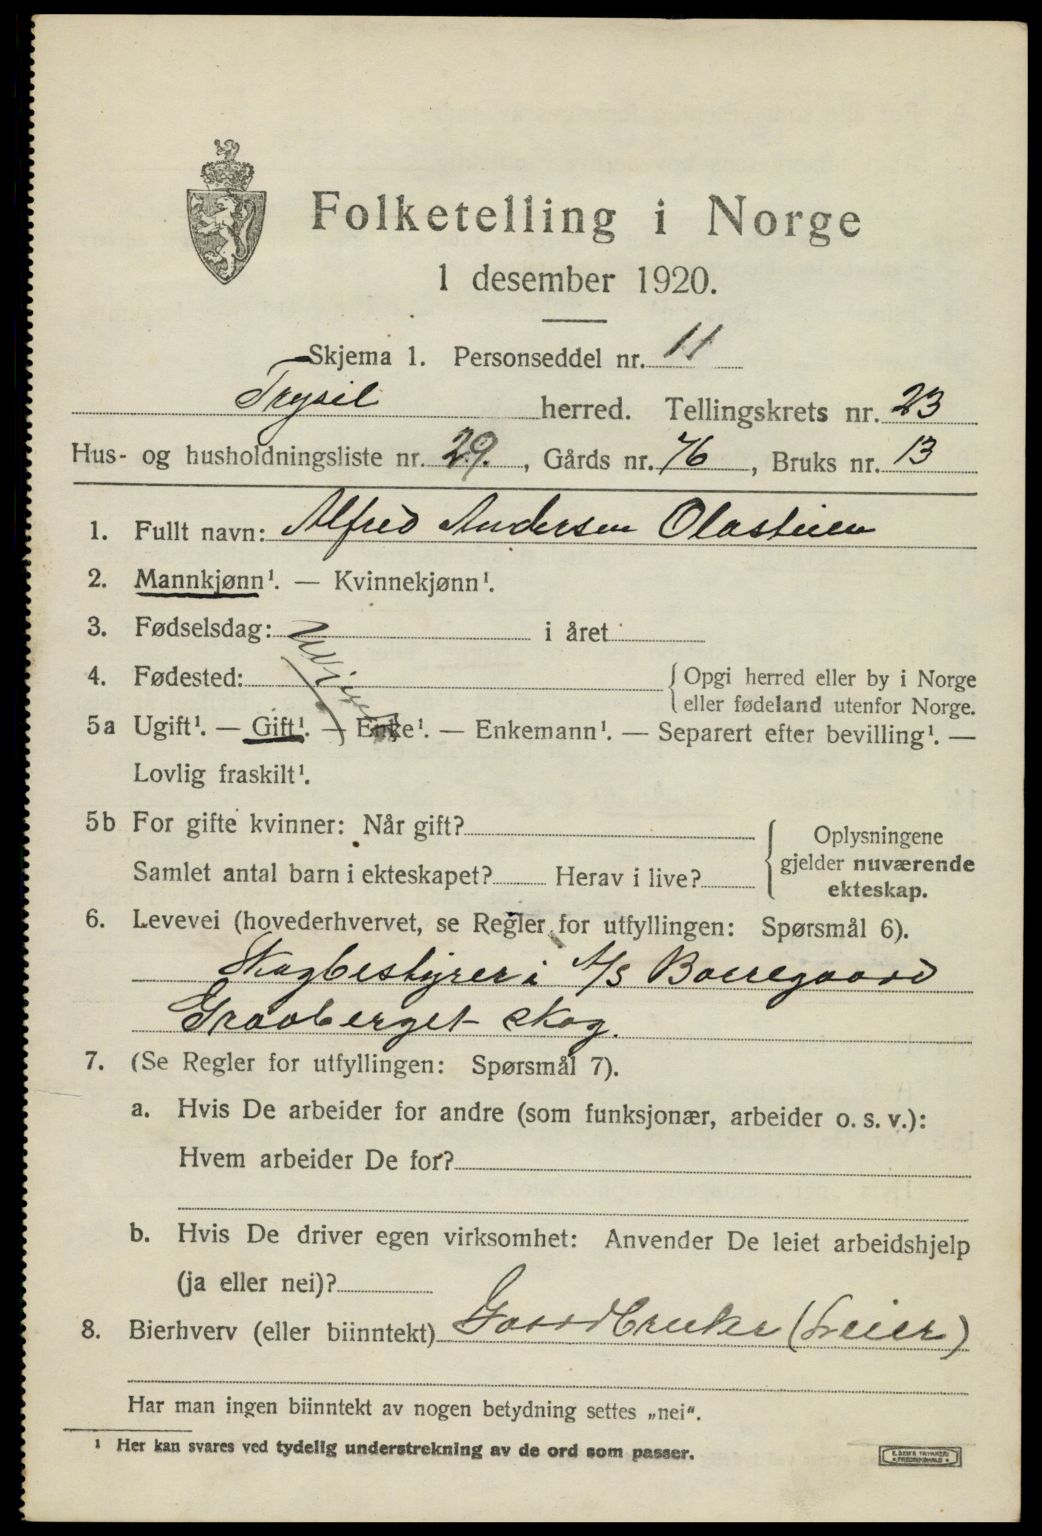 Folketelling i Norge
1 desember 1920.
Skjema 1. Personseddel nr. 11
Trysil herred. Tellingskrets nr. 23
Hus- og husholdningsliste nr. 29., Gårds nr. 76, Bruks nr. 13
1. Fullt navn: Alfred Andersen Olasteien
2. Mannkjønn¹. — Kvinnekjønn¹.
3. Fødselsdag: i året
4. Fødested: { Opgi herred eller by i Norge
eller fødeland utenfor Norge.
5a Ugift¹. — Gift¹. — Enke¹. — Enkemann¹. — Separert efter bevilling¹. —
Lovlig fraskilt¹.
5b For gifte kvinner: Når gift?
Samlet antal barn i ekteskapet? Herav i live?
Oplysningene
gjelder nuværende
ekteskap.
6. Levevei (hovederhvervet, se Regler for utfyllingen: Spørsmål 6).
Skogbestyrer i A/S Borregaard
Graaberget skog.
7. (Se Regler for utfyllingen: Spørsmål 7).
a. Hvis De arbeider for andre (som funksjonær, arbeider o. s. v.):
Hvem arbeider De for?
b. Hvis De driver egen virksomhet: Anvender De leiet arbeidshjelp
(ja eller nei)?
8. Bierhverv (eller biinntekt) Gaardbruker (Leier)
Har man ingen biinntekt av nogen betydning settes „nei".
¹ Her kan svares ved tydelig understrekning av de ord som passer.